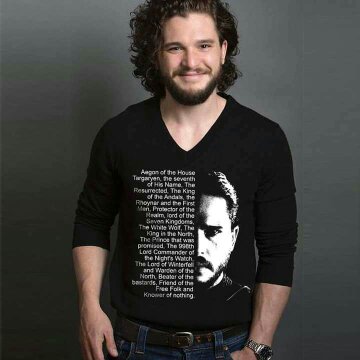 Aegon of the House
Targaryen, the seventh
of His Name, The
Resurrected, The King
of the Andals, the
Rhoynar and the First
Men, Protector of the
Realm, lord of the
Seven Kingdoms,
The White Wolf, The
King in the North,
The Prince that was
promised, The 998th
Lord Commander
of the Night's Watch,
The Lord of Winterfell
and Warden of the
North, Beater of the
bastards, Friend of the
Free Folk and
Knower of nothing.